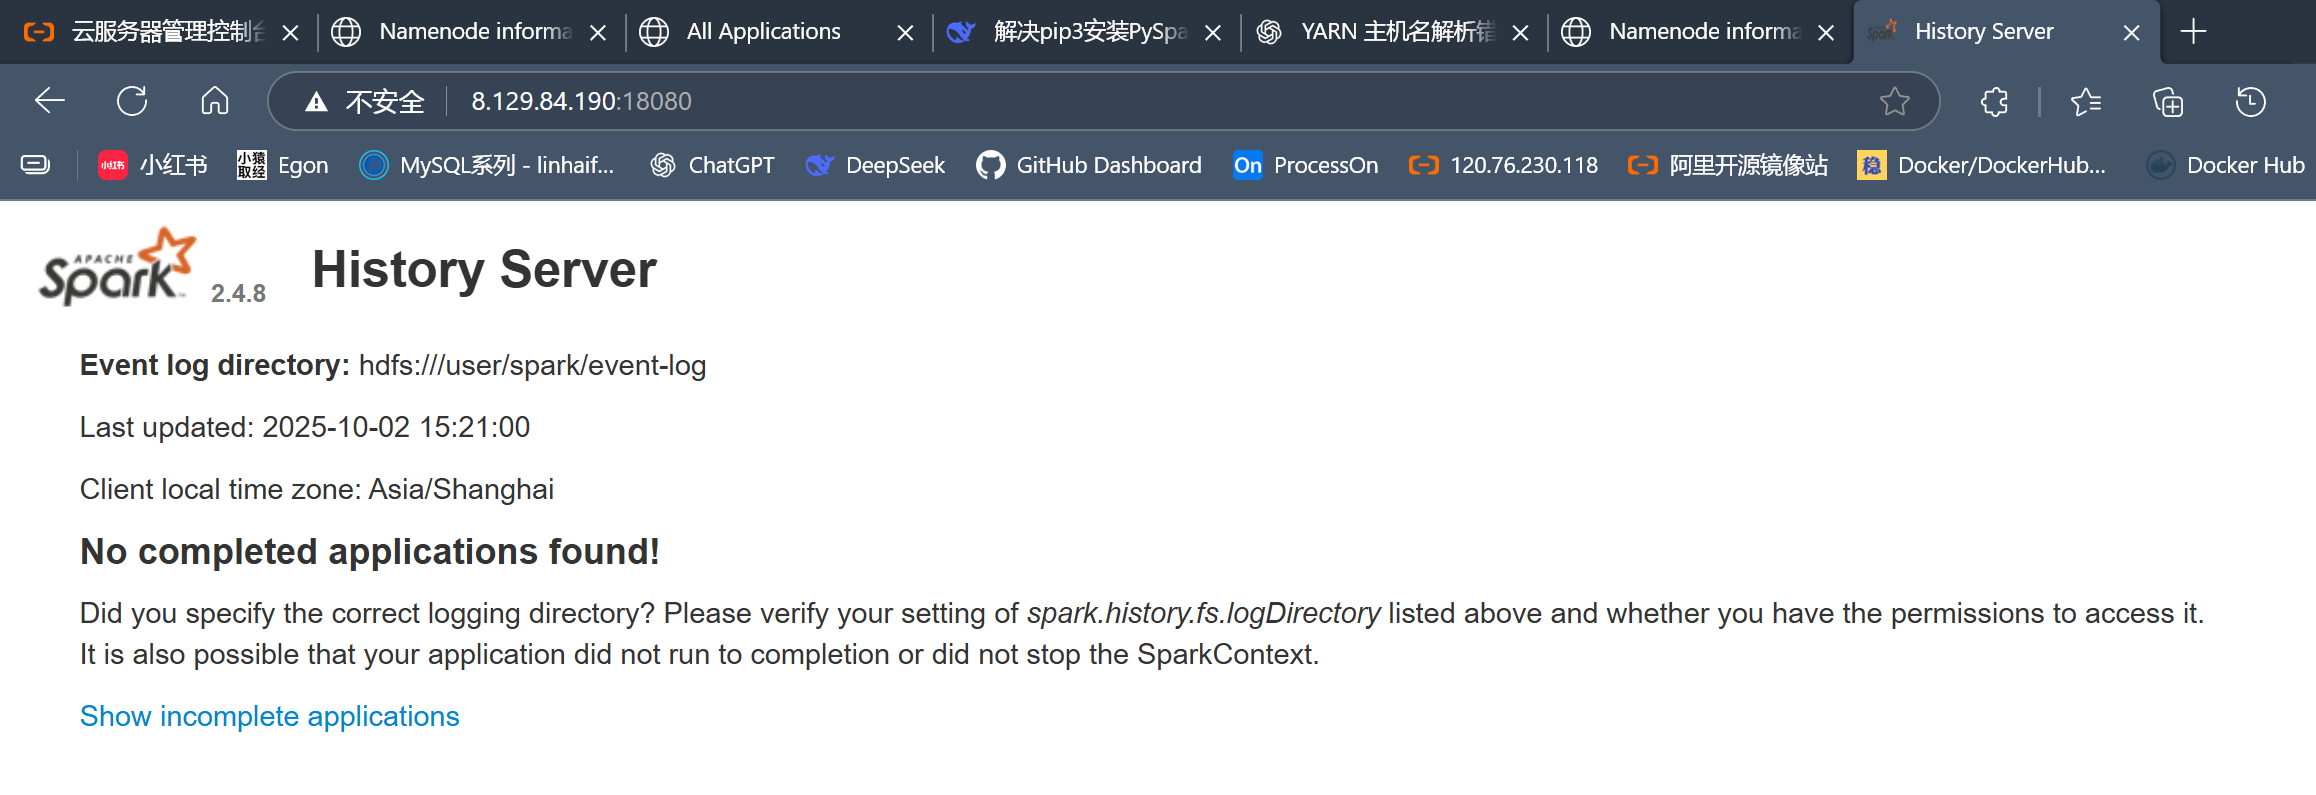 云服务器管理控制台
Namenode informa
All Applications
解决pip3安装PySpa
YARN 主机名解析错
Namenode informa
History Server
不安全
8.129.84.190:18080
小红书
小红书
小猿取经
Egon
MySQL系列 - linhaif...
ChatGPT
DeepSeek
GitHub Dashboard
On
ProcessOn
120.76.230.118
阿里开源镜像站
稳
Docker/DockerHub...
Docker Hub
APACHE
Spark
2.4.8
History Server
Event log directory: hdfs:///user/spark/event-log
Last updated: 2025-10-02 15:21:00
Client local time zone: Asia/Shanghai
No completed applications found!
Did you specify the correct logging directory? Please verify your setting of spark.history.fs.logDirectory listed above and whether you have the permissions to access it.
It is also possible that your application did not run to completion or did not stop the SparkContext.
Show incomplete applications